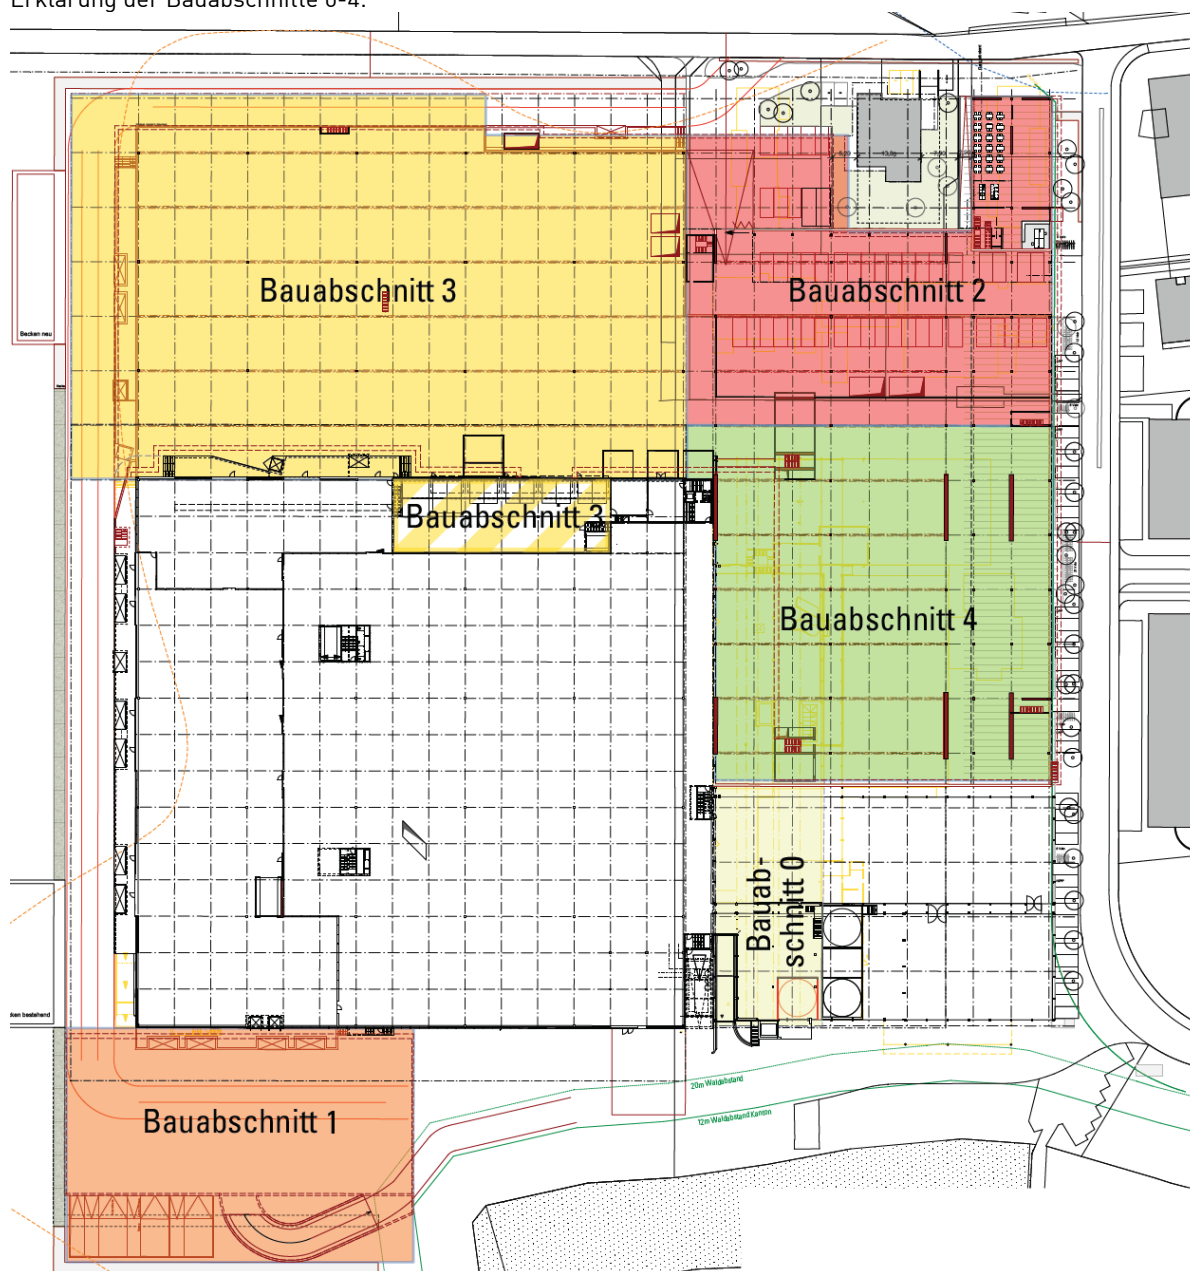 Erklärung der Bauabschnitte 0-4.
Bauabschnitt 3
Bauabschnitt 2
Becken neu
Bauabschnitt 3
Bauabschnitt 4
Bauab-
schnitt 0
20m Waldabstand
12m Waldabstand Kanton
Bauabschnitt 1